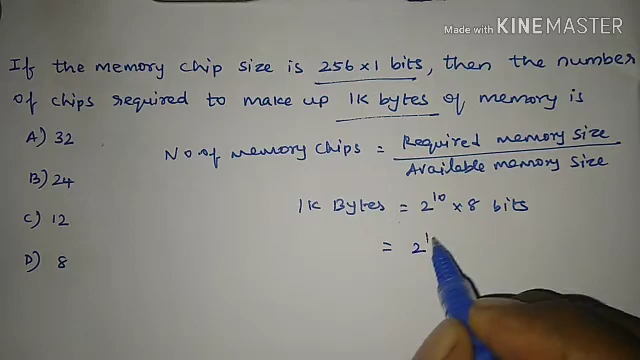 Made with KINEMASTER
If the memory chip size is 256 × 1 bits, then the number
of chips required to make up 1K bytes of memory is
A) 32
B) 24
C) 12
D) 8
No of memory chips = Required memory size / Available memory size
1K Bytes = 2^10 × 8 bits
= 2^1